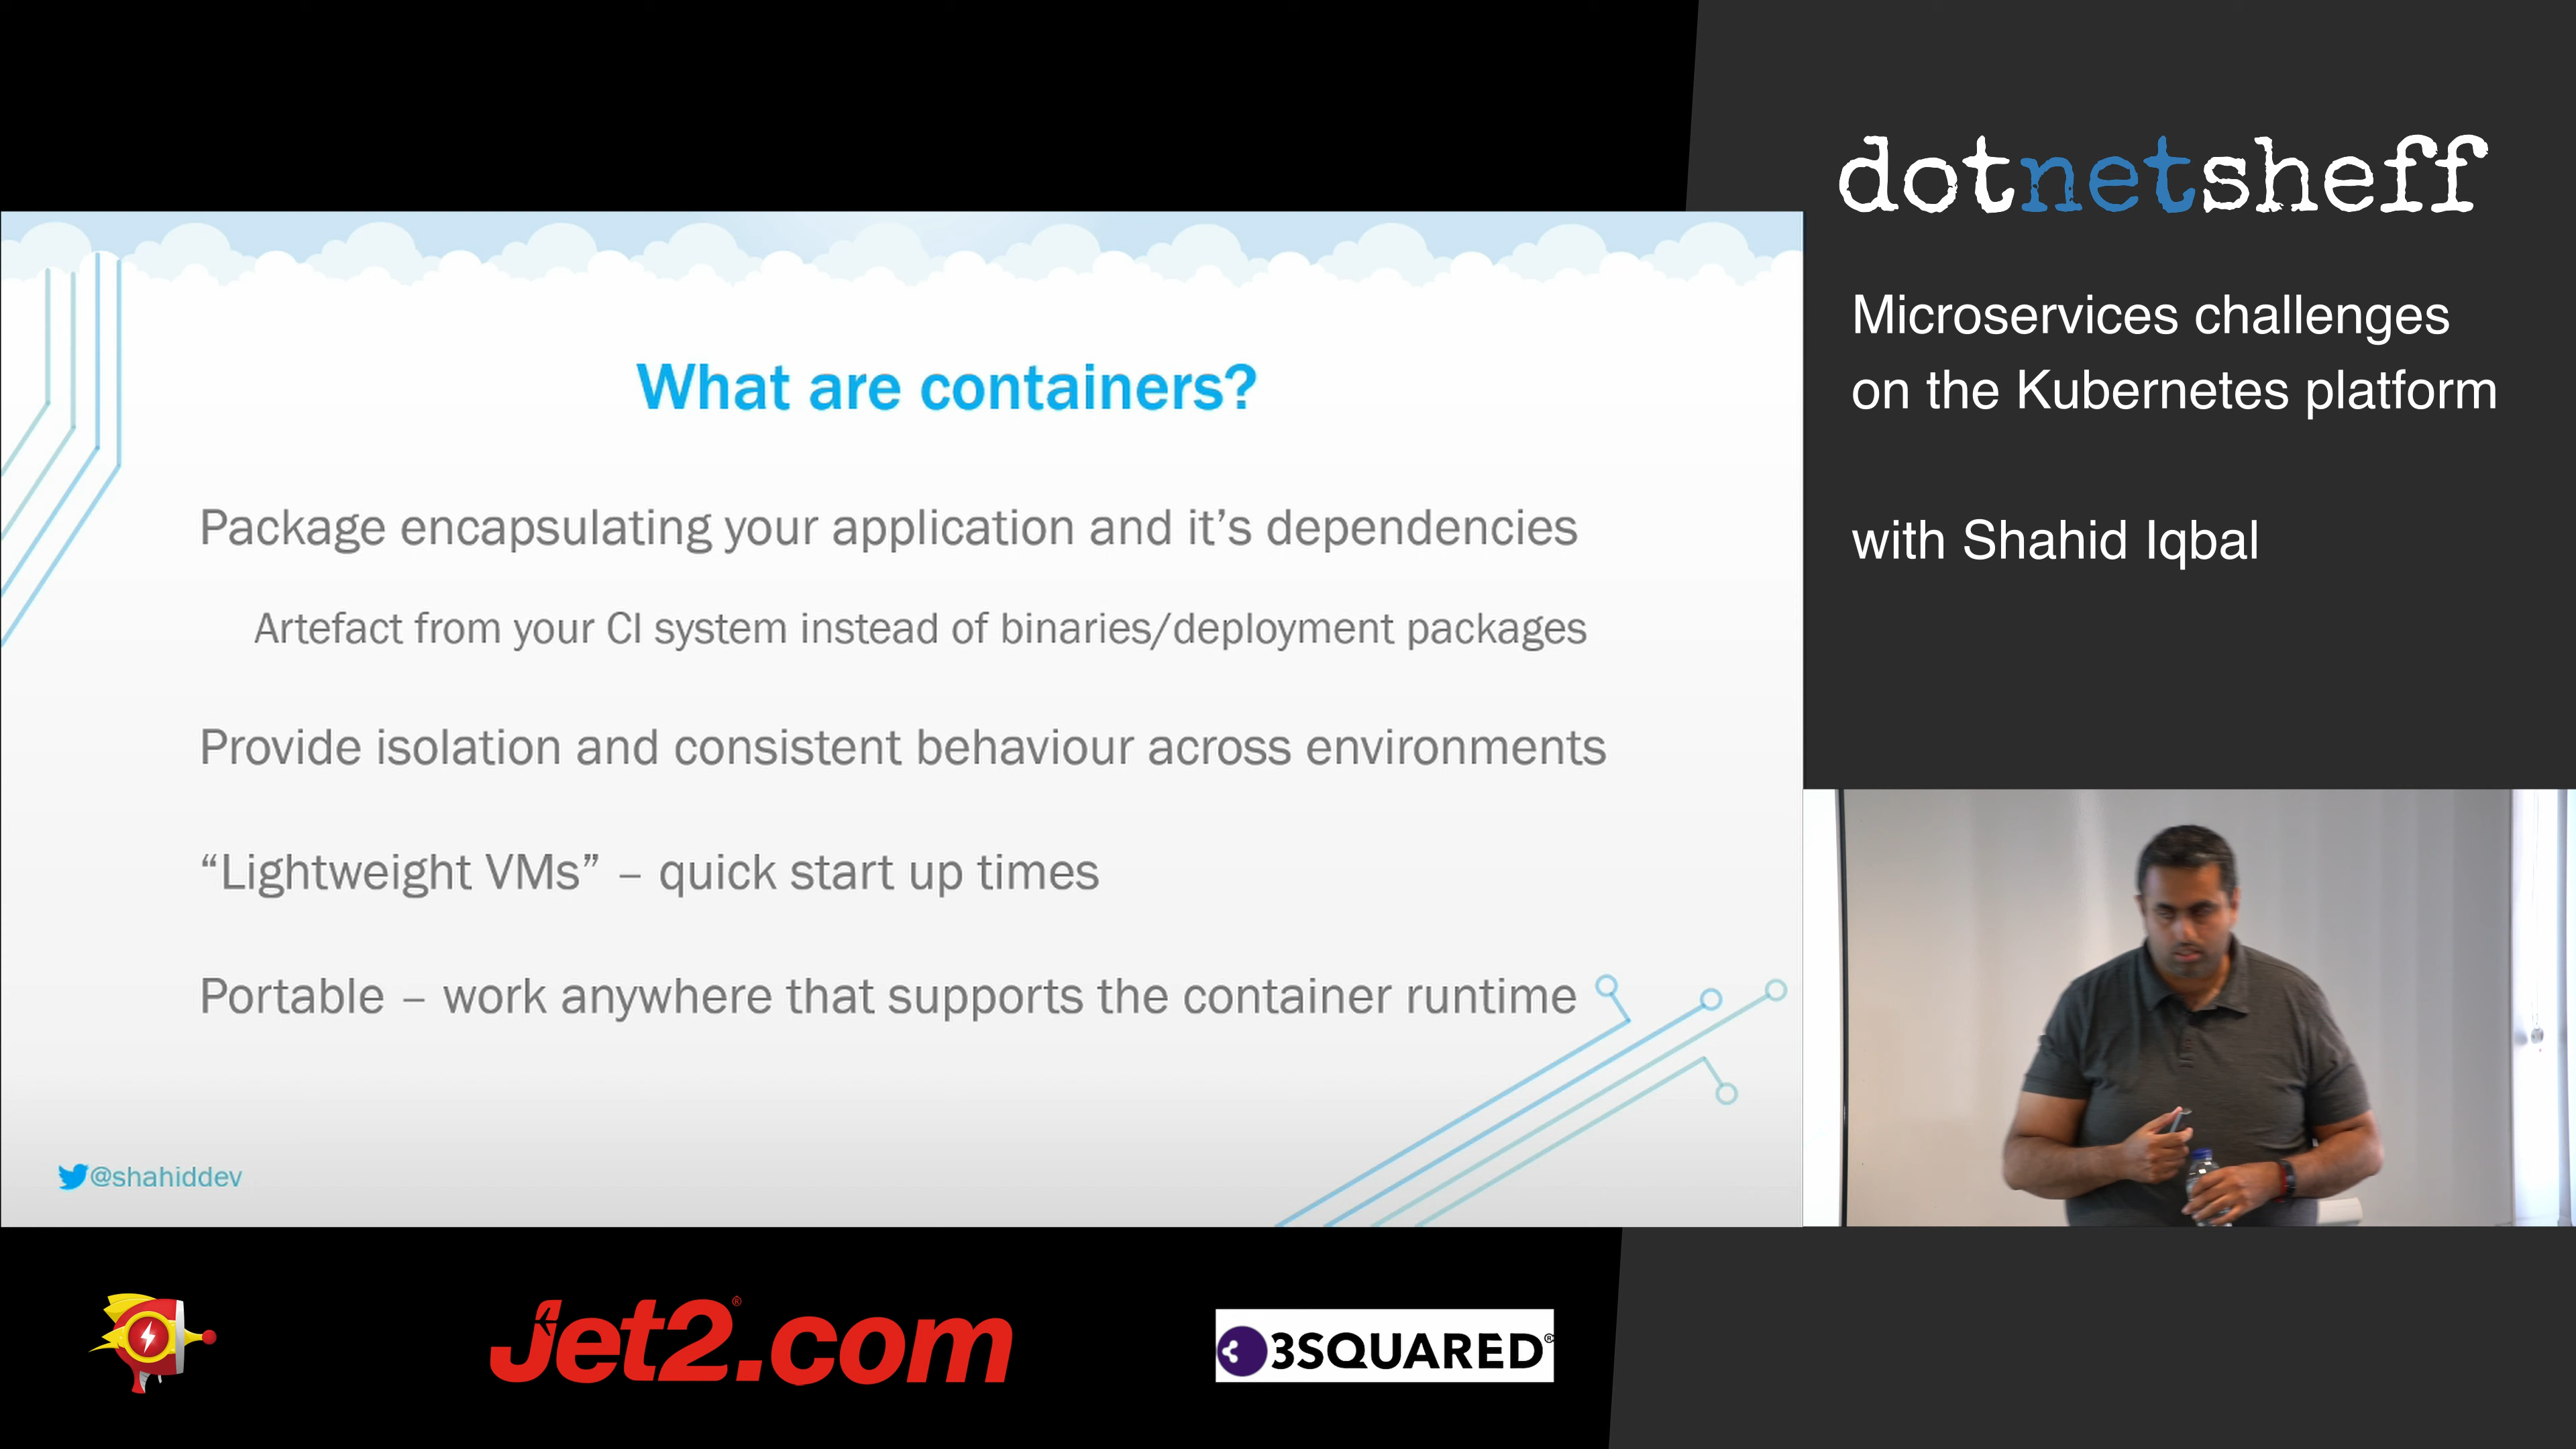 dotnetsheff
Microservices challenges
on the Kubernetes platform
with Shahid Iqbal
What are containers?
Package encapsulating your application and it’s dependencies
Artefact from your CI system instead of binaries/deployment packages
Provide isolation and consistent behaviour across environments
“Lightweight VMs” – quick start up times
Portable – work anywhere that supports the container runtime
@shahiddev
Jet2.com®
3SQUARED®